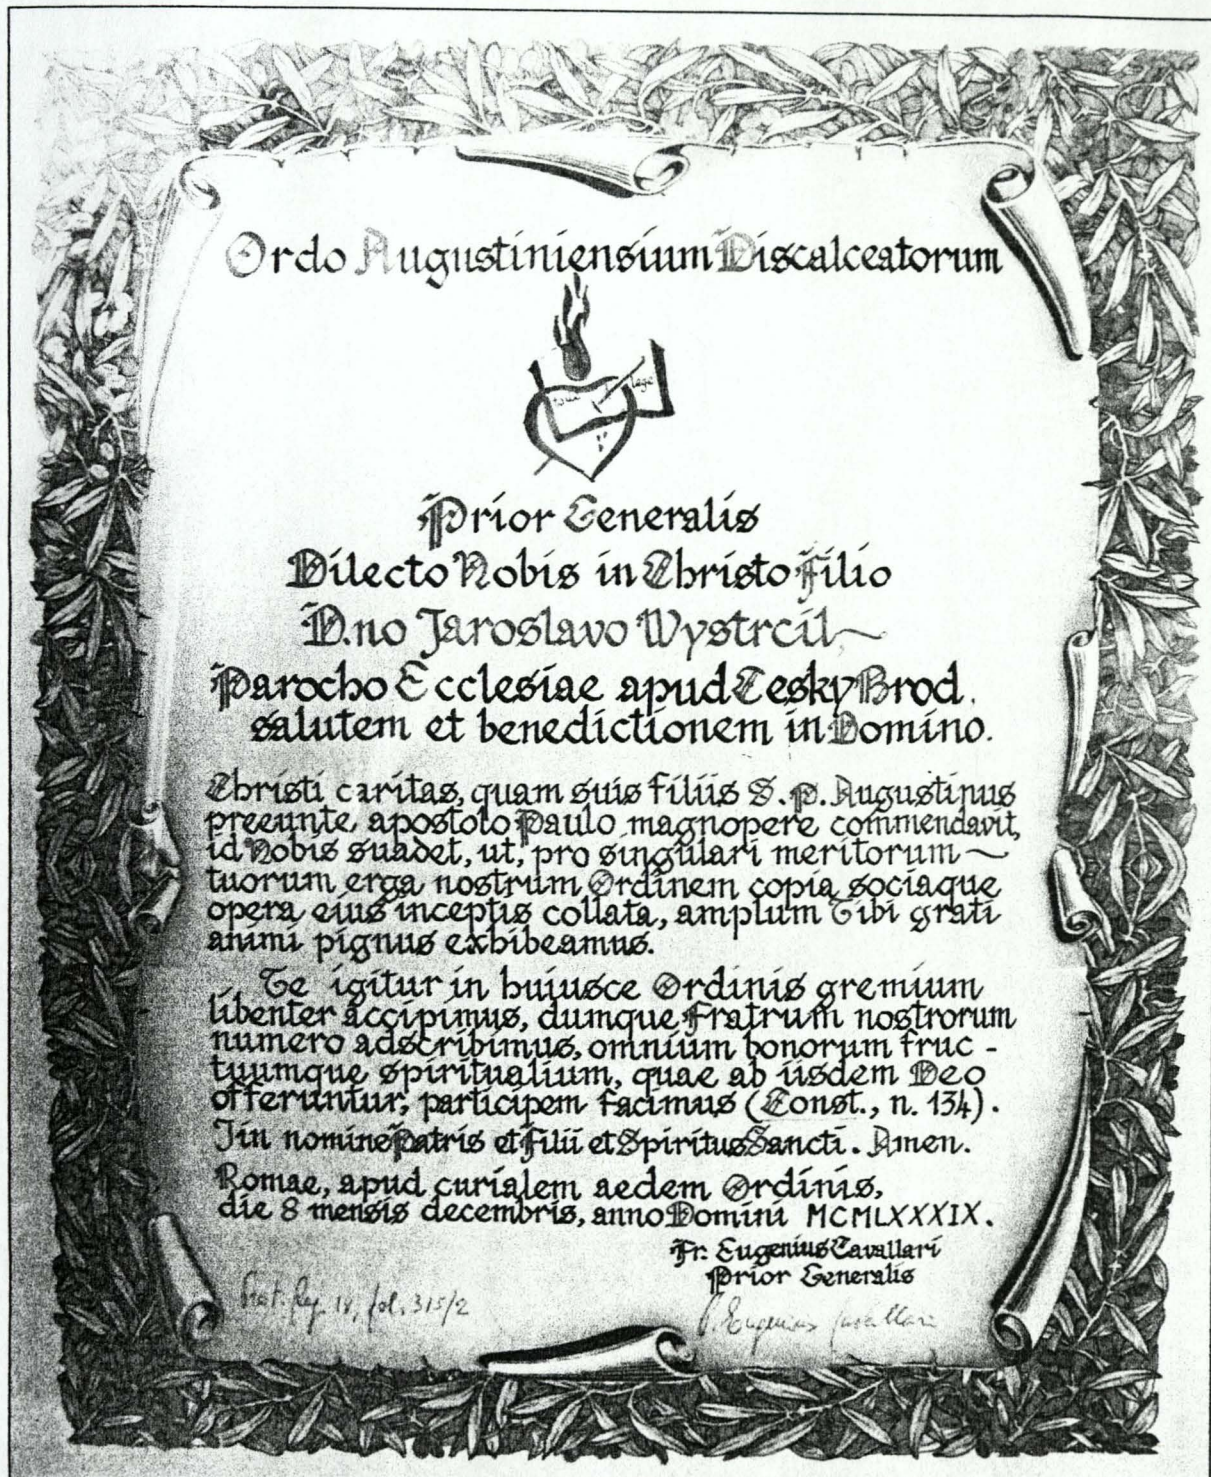 Ordo Augustiniensium Discalceatorum
lege
Prior Generalis
Dilecto Nobis in Christo Filio
D.no Jaroslavo Wystrcil~
Parocho Ecclesiae apud Cesky Brod.
salutem et benedictionem in Domino.
Christi caritas, quam suis filiis S. P. Augustinus
preeunte apostolo Paulo magnopere commendavit,
id Nobis suadet, ut, pro singulari meritorum ~
tuorum erga nostrum Ordinem copia sociaque
opera eius inceptis collata, amplum Tibi grati
animi pignus exhibeamus.
Te igitur in huiusce Ordinis gremium
libenter accipimus, dumque Fratrum nostrorum
numero adscribimus, omnium bonorum fruc -
tuumque spiritualium, quae ab iisdem Deo
offeruntur, participem facimus (Const., n. 134).
In nomine Patris et Filii et Spiritus Sancti. Amen.
Romae, apud curialem aedem Ordinis,
die 8 mensis decembris, anno Domini MCMLXXXIX.
Fr. Eugenius Cavallari
Prior Generalis
Prot. Reg. IV, fol. 315/2
P. Eugenius Cavallari